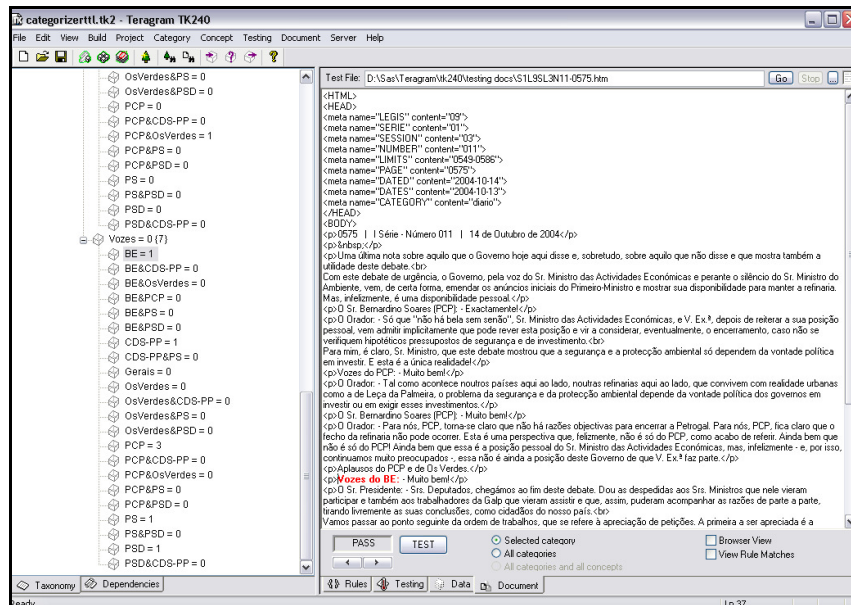 categorizerttl.tk2 - Teragram TK240
File Edit View Build Project Category Concept Testing Document Server Help
OsVerdes&PS = 0
OsVerdes&PSD = 0
PCP = 0
PCP&CDS-PP = 0
PCP&OsVerdes = 1
PCP&PS = 0
PCP&PSD = 0
PS = 0
PS&PSD = 0
PSD = 0
PSD&CDS-PP = 0
Vozes = 0 {7}
BE = 1
BE&CDS-PP = 0
BE&OsVerdes = 0
BE&PCP = 0
BE&PS = 0
BE&PSD = 0
CDS-PP = 1
CDS-PP&PS = 0
Gerais = 0
OsVerdes = 0
OsVerdes&CDS-PP = 0
OsVerdes&PS = 0
OsVerdes&PSD = 0
PCP = 3
PCP&CDS-PP = 0
PCP&OsVerdes = 0
PCP&PS = 0
PCP&PSD = 0
PS = 1
PS&PSD = 0
PSD = 1
PSD&CDS-PP = 0
Taxonomy Dependencies
Test File: D:\Sas\Teragram\tk240\testing docs\S1L9SL3N11-0575.htm Go Stop ...
<HTML>
<HEAD>
<meta name="LEGIS" content="09">
<meta name="SERIE" content="01">
<meta name="SESSION" content="03">
<meta name="NUMBER" content="011">
<meta name="LIMITS" content="0549-0586">
<meta name="PAGE" content="0575">
<meta name="DATED" content="2004-10-14">
<meta name="DATES" content="2004-10-13">
<meta name="CATEGORY" content="diario">
</HEAD>
<BODY>
<p>0575 | I Série - Número 011 | 14 de Outubro de 2004</p>
<p>&nbsp;</p>
<p>Uma última nota sobre aquilo que o Governo hoje aqui disse e, sobretudo, sobre aquilo que não disse e que mostra também a
utilidade deste debate.<br>
Com este debate de urgência, o Governo, pela voz do Sr. Ministro das Actividades Económicas e perante o silêncio do Sr. Ministro do
Ambiente, vem, de certa forma, emendar os anúncios iniciais do Primeiro-Ministro e mostrar sua disponibilidade para manter a refinaria.
Mas, infelizmente, é uma disponibilidade pessoal.</p>
<p>O Sr. Bernardino Soares (PCP): - Exactamente!</p>
<p>O Orador: - Só que "não há bela sem senão", Sr. Ministro das Actividades Económicas, e V. Ex.ª, depois de reiterar a sua posição
pessoal, vem admitir implicitamente que pode rever esta posição e vir a considerar, eventualmente, o encerramento, caso não se
verifiquem hipotéticos pressupostos de segurança e de investimento.<br>
Para mim, é claro, Sr. Ministro, que este debate mostrou que a segurança e a protecção ambiental só dependem da vontade política
em investir. E esta é a única realidade!</p>
<p>Vozes do PCP: - Muito bem!</p>
<p>O Orador: - Tal como acontece noutros países aqui ao lado, noutras refinarias aqui ao lado, que convivem com realidade urbanas
como a de Leça da Palmeira, o problema da segurança e da protecção ambiental depende da vontade política dos governos em
investir ou em exigir esses investimentos.</p>
<p>O Sr. Bernardino Soares (PCP): - Muito bem!</p>
<p>O Orador: - Para nós, PCP, torna-se claro que não há razões objectivas para encerrar a Petrogal. Para nós, PCP, fica claro que o
fecho da refinaria não pode ocorrer. Esta é uma perspectiva que, felizmente, não é só do PCP, como acabo de referir. Ainda bem que
não é só do PCP! Ainda bem que essa é a posição pessoal do Sr. Ministro das Actividades Económicas, mas, infelizmente - e, por isso,
continuamos muito preocupados -, essa não é ainda a posição deste Governo de que V. Ex.ª faz parte.</p>
<p>Aplausos do PCP e de Os Verdes.</p>
<p>Vozes do BE: - Muito bem!</p>
<p>O Sr. Presidente: - Srs. Deputados, chegámos ao fim deste debate. Dou as despedidas aos Srs. Ministros que nele vieram
participar e também aos trabalhadores da Galp que vieram assistir e que, assim, puderam acompanhar as razões de parte a parte,
tirando livremente as suas conclusões, como cidadãos do nosso país.<br>
Vamos passar ao ponto seguinte da ordem de trabalhos, que se refere à apreciação de petições. A primeira a ser apreciada é a
PASS TEST
Selected category
All categories
All categories and all concepts
Browser View
View Rule Matches
Rules Testing Data Document
Ready
Ln 37